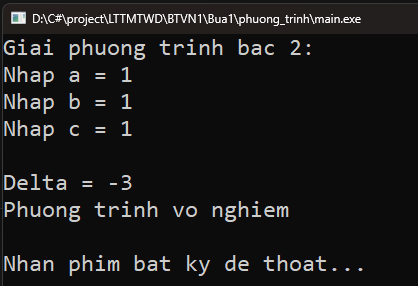 D:\C#\project\LTTMTWD\BTVN1\Bua1\phuong_trinh\main.exe
Giai phuong trinh bac 2:
Nhap a = 1
Nhap b = 1
Nhap c = 1
Delta = -3
Phuong trinh vo nghiem
Nhan phim bat ky de thoat...